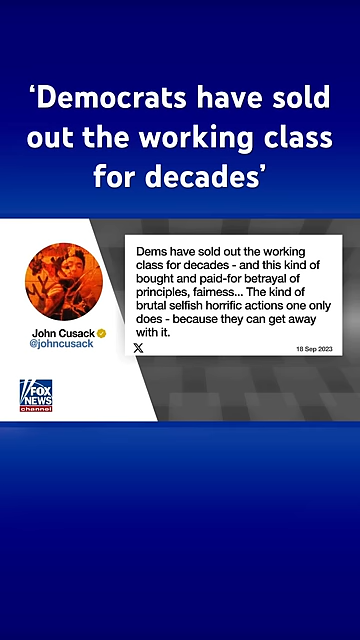 ‘Democrats have sold
out the working class
for decades’
Dems have sold out the working
class for decades - and this kind of
bought and paid-for betrayal of
principles, fairness... The kind of
brutal selfish horrific actions one only
does - because they can get away
with it.
X
18 Sep 2023
John Cusack
@johncusack
FOX
NEWS
channel